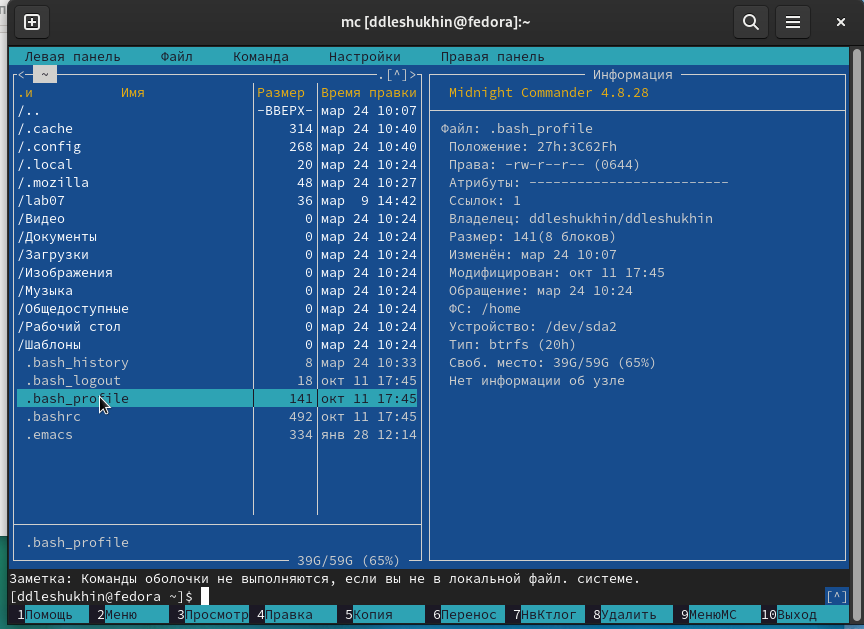 mc [ddleshukhin@fedora]:~
Левая панель Файл Команда Настройки Правая панель
<─ ~ .[^]>
.и Имя Размер Время правки
/.. -ВВЕРХ- мар 24 10:07
/.cache 314 мар 24 10:40
/.config 268 мар 24 10:40
/.local 20 мар 24 10:24
/.mozilla 48 мар 24 10:27
/lab07 36 мар 9 14:42
/Видео 0 мар 24 10:24
/Документы 0 мар 24 10:24
/Загрузки 0 мар 24 10:24
/Изображения 0 мар 24 10:24
/Музыка 0 мар 24 10:24
/Общедоступные 0 мар 24 10:24
/Рабочий стол 0 мар 24 10:24
/Шаблоны 0 мар 24 10:24
.bash_history 8 мар 24 10:33
.bash_logout 18 окт 11 17:45
.bash_profile 141 окт 11 17:45
.bashrc 492 окт 11 17:45
.emacs 334 янв 28 12:14
.bash_profile
39G/59G (65%)
Информация
Midnight Commander 4.8.28
Файл: .bash_profile
Положение: 27h:3C62Fh
Права: -rw-r--r-- (0644)
Атрибуты: -------------------------
Ссылок: 1
Владелец: ddleshukhin/ddleshukhin
Размер: 141(8 блоков)
Изменён: мар 24 10:07
Модифицирован: окт 11 17:45
Обращение: мар 24 10:24
ФС: /home
Устройство: /dev/sda2
Тип: btrfs (20h)
Своб. место: 39G/59G (65%)
Нет информации об узле
Заметка: Команды оболочки не выполняются, если вы не в локальной файл. системе.
[ddleshukhin@fedora ~]$ [^]
1Помощь 2Меню 3Просмотр 4Правка 5Копия 6Перенос 7НвКтлог 8Удалить 9МенюМС 10Выход